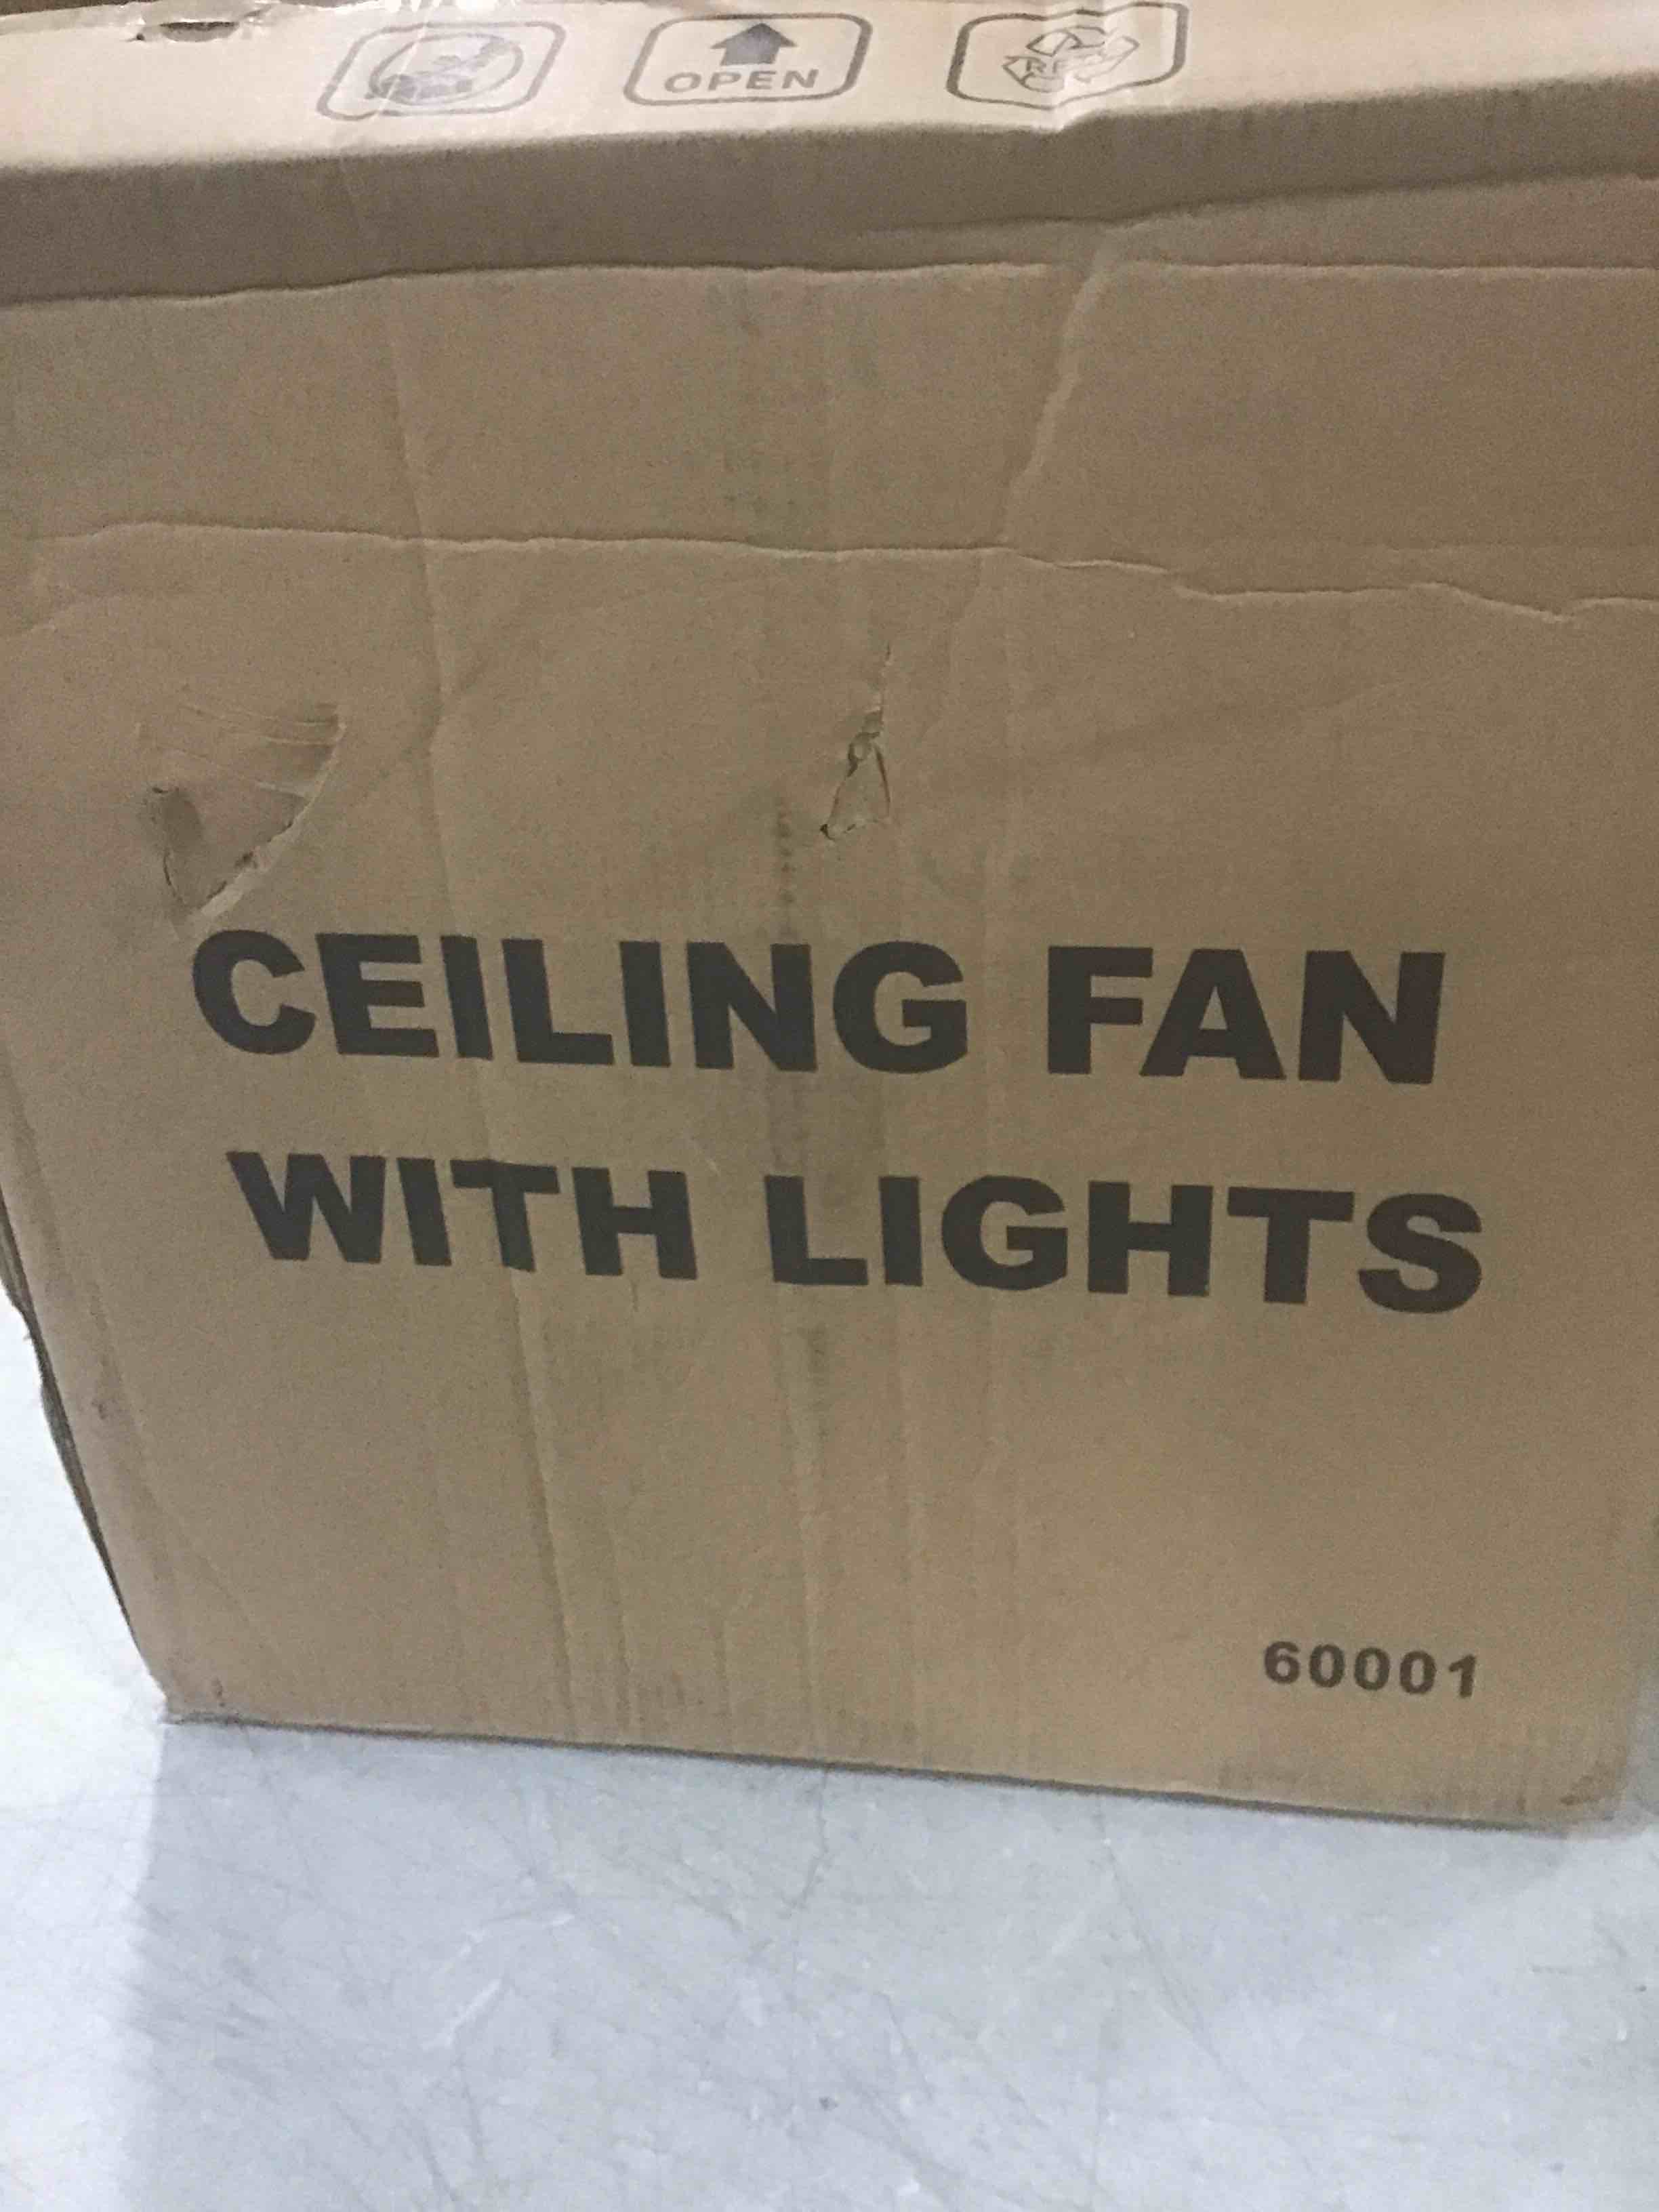 OPEN
CEILING FAN
WITH LIGHTS
60001